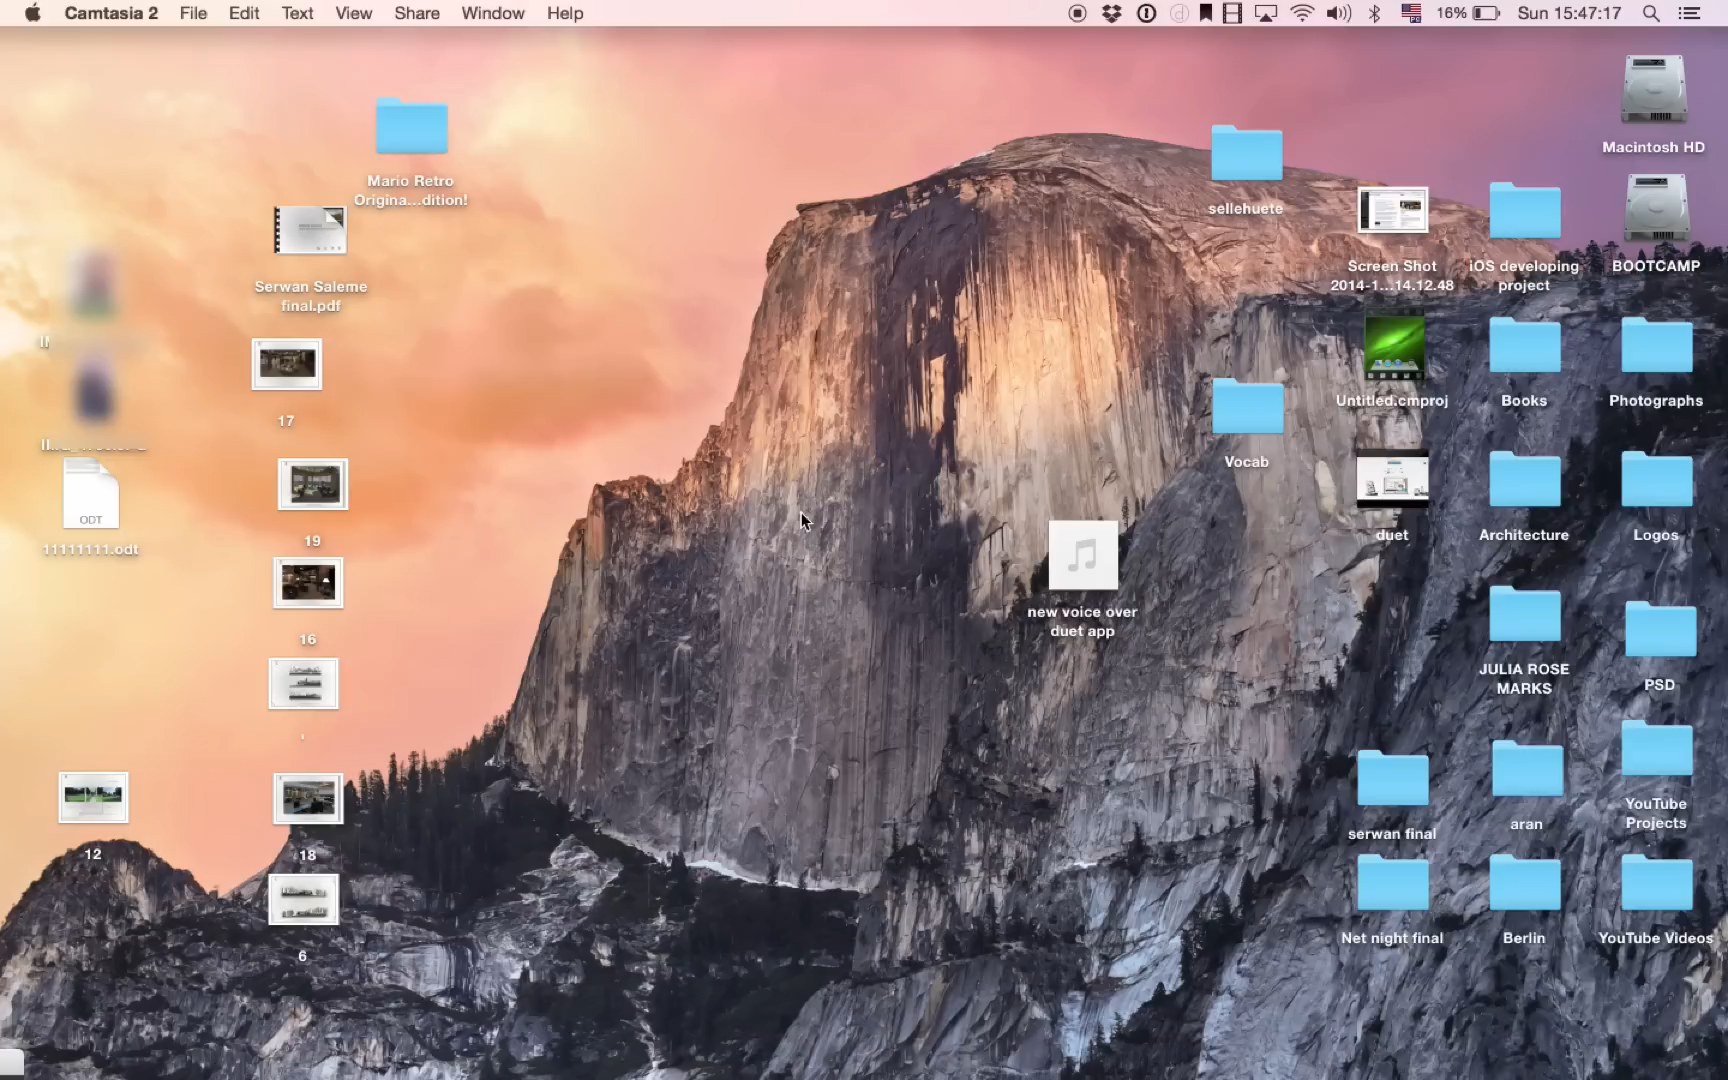 Camtasia 2 File Edit Text View Share Window Help
16% Sun 15:47:17
Mario Retro
Origina...dition!
Serwan Saleme
final.pdf
17
19
16
18
6
ODT
11111111.odt
12
new voice over
duet app
sellehuete
Vocab
Screen Shot
2014-1...14.12.48
Untitled.cmproj
duet
serwan final
Net night final
iOS developing
project
Books
Architecture
JULIA ROSE
MARKS
aran
Berlin
Macintosh HD
BOOTCAMP
Photographs
Logos
PSD
YouTube
Projects
YouTube Videos